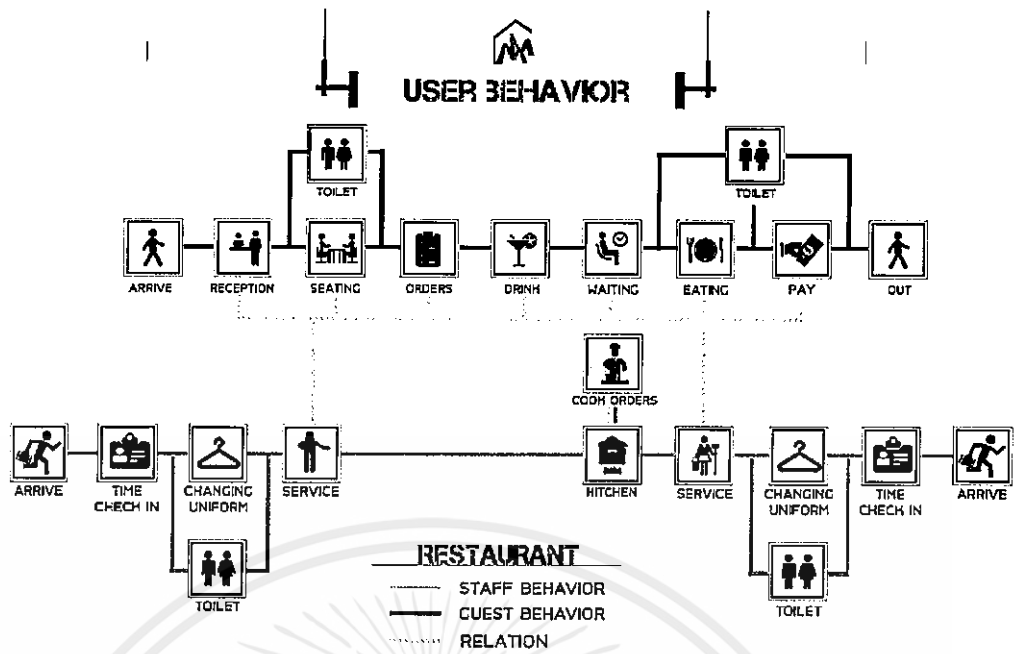 USER BEHAVIOR
TOILET
TOILET
ARRIVE
RECEPTION
SEATING
ORDERS
DRINK
WAITING
EATING
PAY
OUT
COOK ORDERS
ARRIVE
TIME
CHECK IN
CHANGING
UNIFORM
SERVICE
KITCHEN
SERVICE
CHANGING
UNIFORM
TIME
CHECK IN
ARRIVE
TOILET
TOILET
RESTAURANT
STAFF BEHAVIOR
GUEST BEHAVIOR
RELATION